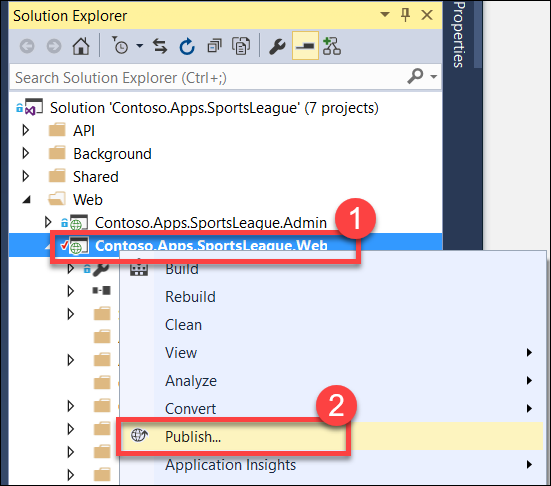 Solution Explorer
Properties
Search Solution Explorer (Ctrl+;)
Solution 'Contoso.Apps.SportsLeague' (7 projects)
API
Background
Shared
Web
1
Contoso.Apps.SportsLeague.Admin
Contoso.Apps.SportsLeague.Web
Build
Rebuild
Clean
View
Analyze
Convert
2
Publish...
Application Insights